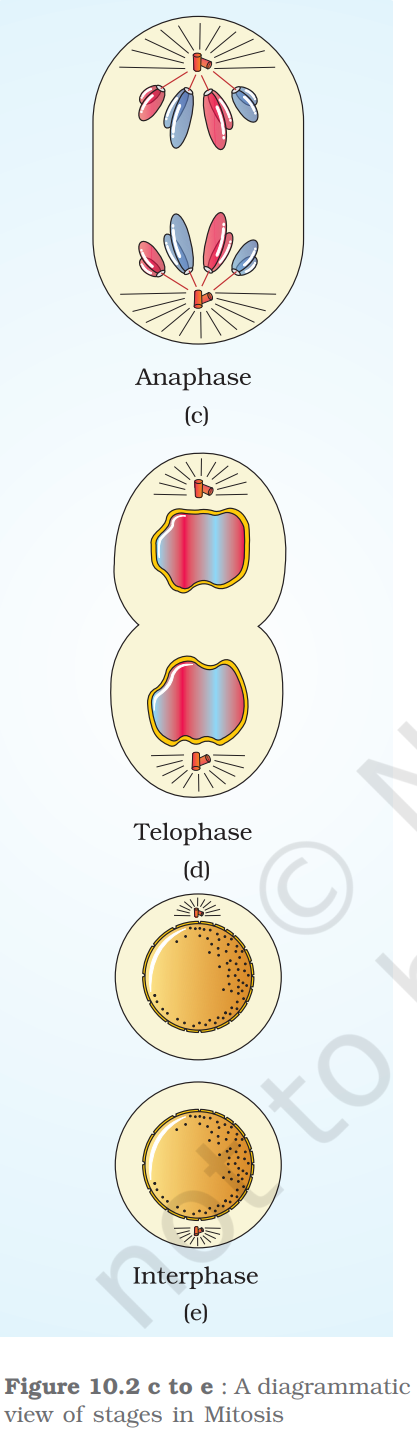 Anaphase
(c)
Telophase
(d)
© N
not to b
Interphase
(e)
Figure 10.2 c to e : A diagrammatic
view of stages in Mitosis